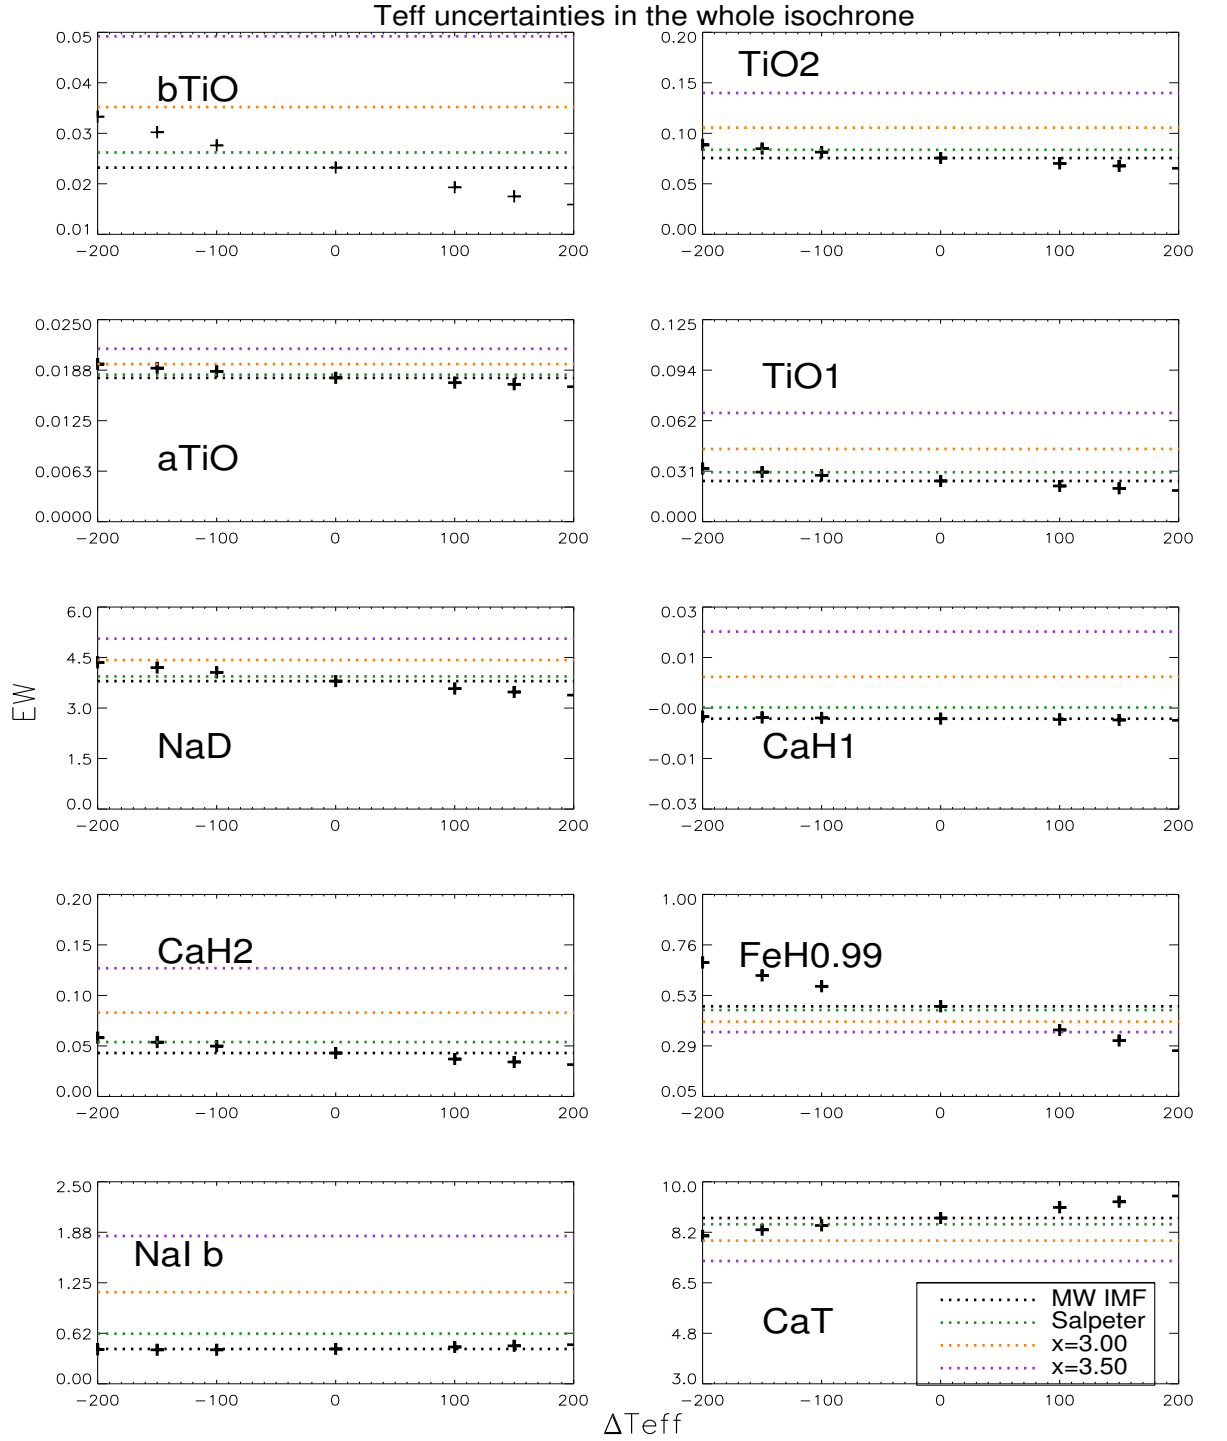 Teff uncertainties in the whole isochrone
0.05
0.04
0.03
0.02
0.01
bTiO
-200 -100 0 100 200
0.20
0.15
0.10
0.05
0.00
TiO2
-200 -100 0 100 200
0.0250
0.0188
0.0125
0.0063
0.0000
aTiO
-200 -100 0 100 200
0.125
0.094
0.062
0.031
0.000
TiO1
-200 -100 0 100 200
EW
6.0
4.5
3.0
1.5
0.0
NaD
-200 -100 0 100 200
0.03
0.01
-0.00
-0.01
-0.03
CaH1
-200 -100 0 100 200
0.20
0.15
0.10
0.05
0.00
CaH2
-200 -100 0 100 200
1.00
0.76
0.53
0.29
0.05
FeH0.99
-200 -100 0 100 200
2.50
1.88
1.25
0.62
0.00
NaI b
-200 -100 0 100 200
10.0
8.2
6.5
4.8
3.0
CaT
MW IMF
Salpeter
x=3.00
x=3.50
-200 -100 0 100 200
ΔTeff